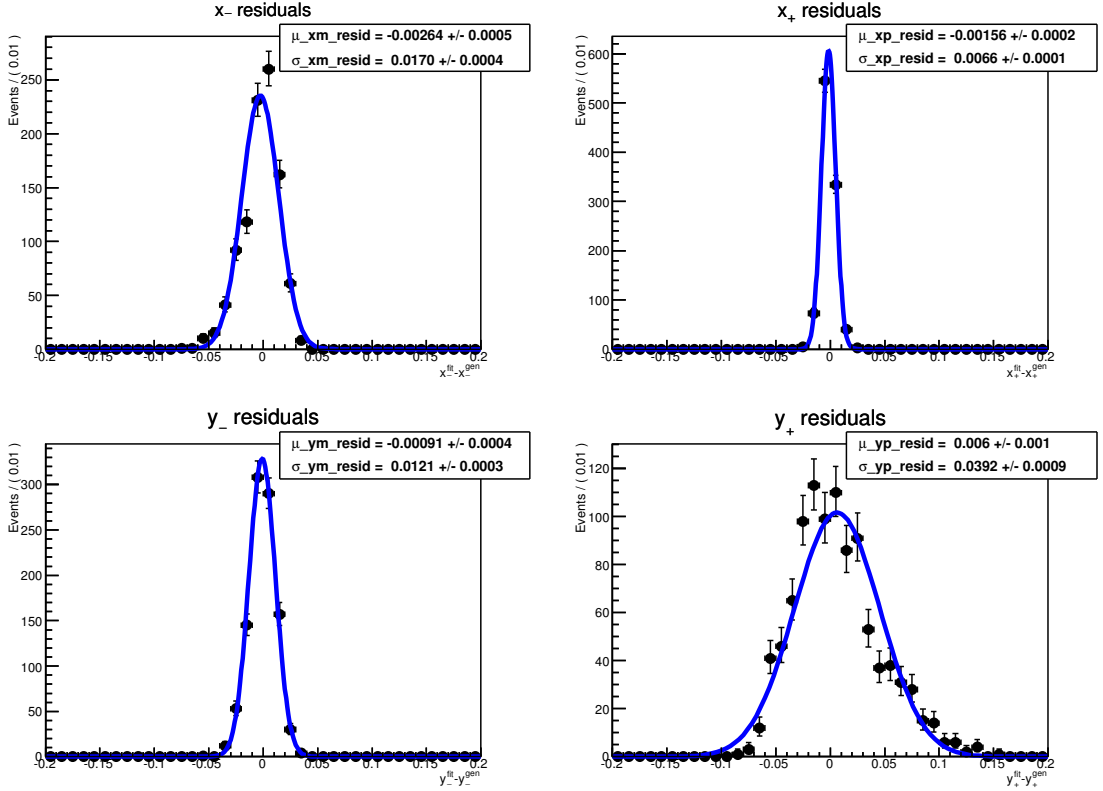 x₋ residuals
μ_xm_resid = -0.00264 +/- 0.0005
σ_xm_resid = 0.0170 +/- 0.0004
Events / ( 0.01 )
250
200
150
100
50
0
-0.2 -0.15 -0.1 -0.05 0 0.05 0.1 0.15 0.2
x₋^fit-x₋^gen
x₊ residuals
μ_xp_resid = -0.00156 +/- 0.0002
σ_xp_resid = 0.0066 +/- 0.0001
Events / ( 0.01 )
600
500
400
300
200
100
0
-0.2 -0.15 -0.1 -0.05 0 0.05 0.1 0.15 0.2
x₊^fit-x₊^gen
y₋ residuals
μ_ym_resid = -0.00091 +/- 0.0004
σ_ym_resid = 0.0121 +/- 0.0003
Events / ( 0.01 )
300
250
200
150
100
50
0
-0.2 -0.15 -0.1 -0.05 0 0.05 0.1 0.15 0.2
y₋^fit-y₋^gen
y₊ residuals
μ_yp_resid = 0.006 +/- 0.001
σ_yp_resid = 0.0392 +/- 0.0009
Events / ( 0.01 )
120
100
80
60
40
20
0
-0.2 -0.15 -0.1 -0.05 0 0.05 0.1 0.15 0.2
y₊^fit-y₊^gen